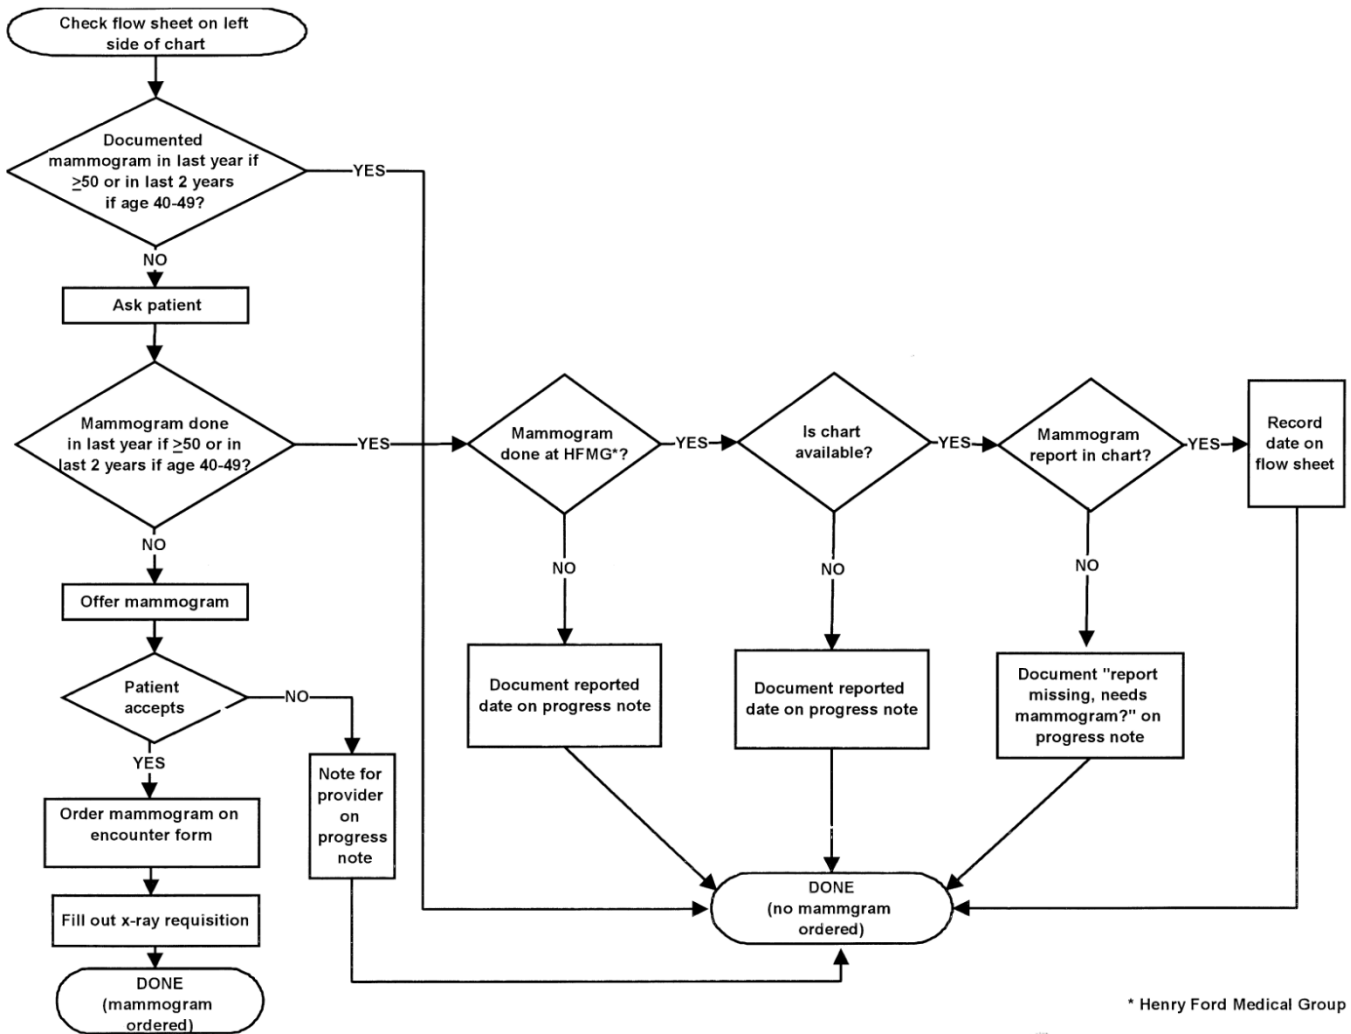 Check flow sheet on left
side of chart
Documented
mammogram in last year if
≥50 or in last 2 years
if age 40-49?
YES
NO
Ask patient
Mammogram done
in last year if ≥50 or in
last 2 years if age 40-49?
YES
Mammogram
done at HFMG*?
YES
Is chart
available?
YES
Mammogram
report in chart?
YES
Record
date on
flow sheet
NO
NO
NO
NO
Offer mammogram
Patient
accepts
NO
Document reported
date on progress note
Document reported
date on progress note
Document "report
missing, needs
mammogram?" on
progress note
YES
Note for
provider
on
progress
note
Order mammogram on
encounter form
Fill out x-ray requisition
DONE
(no mammgram
ordered)
DONE
(mammogram
ordered)
* Henry Ford Medical Group